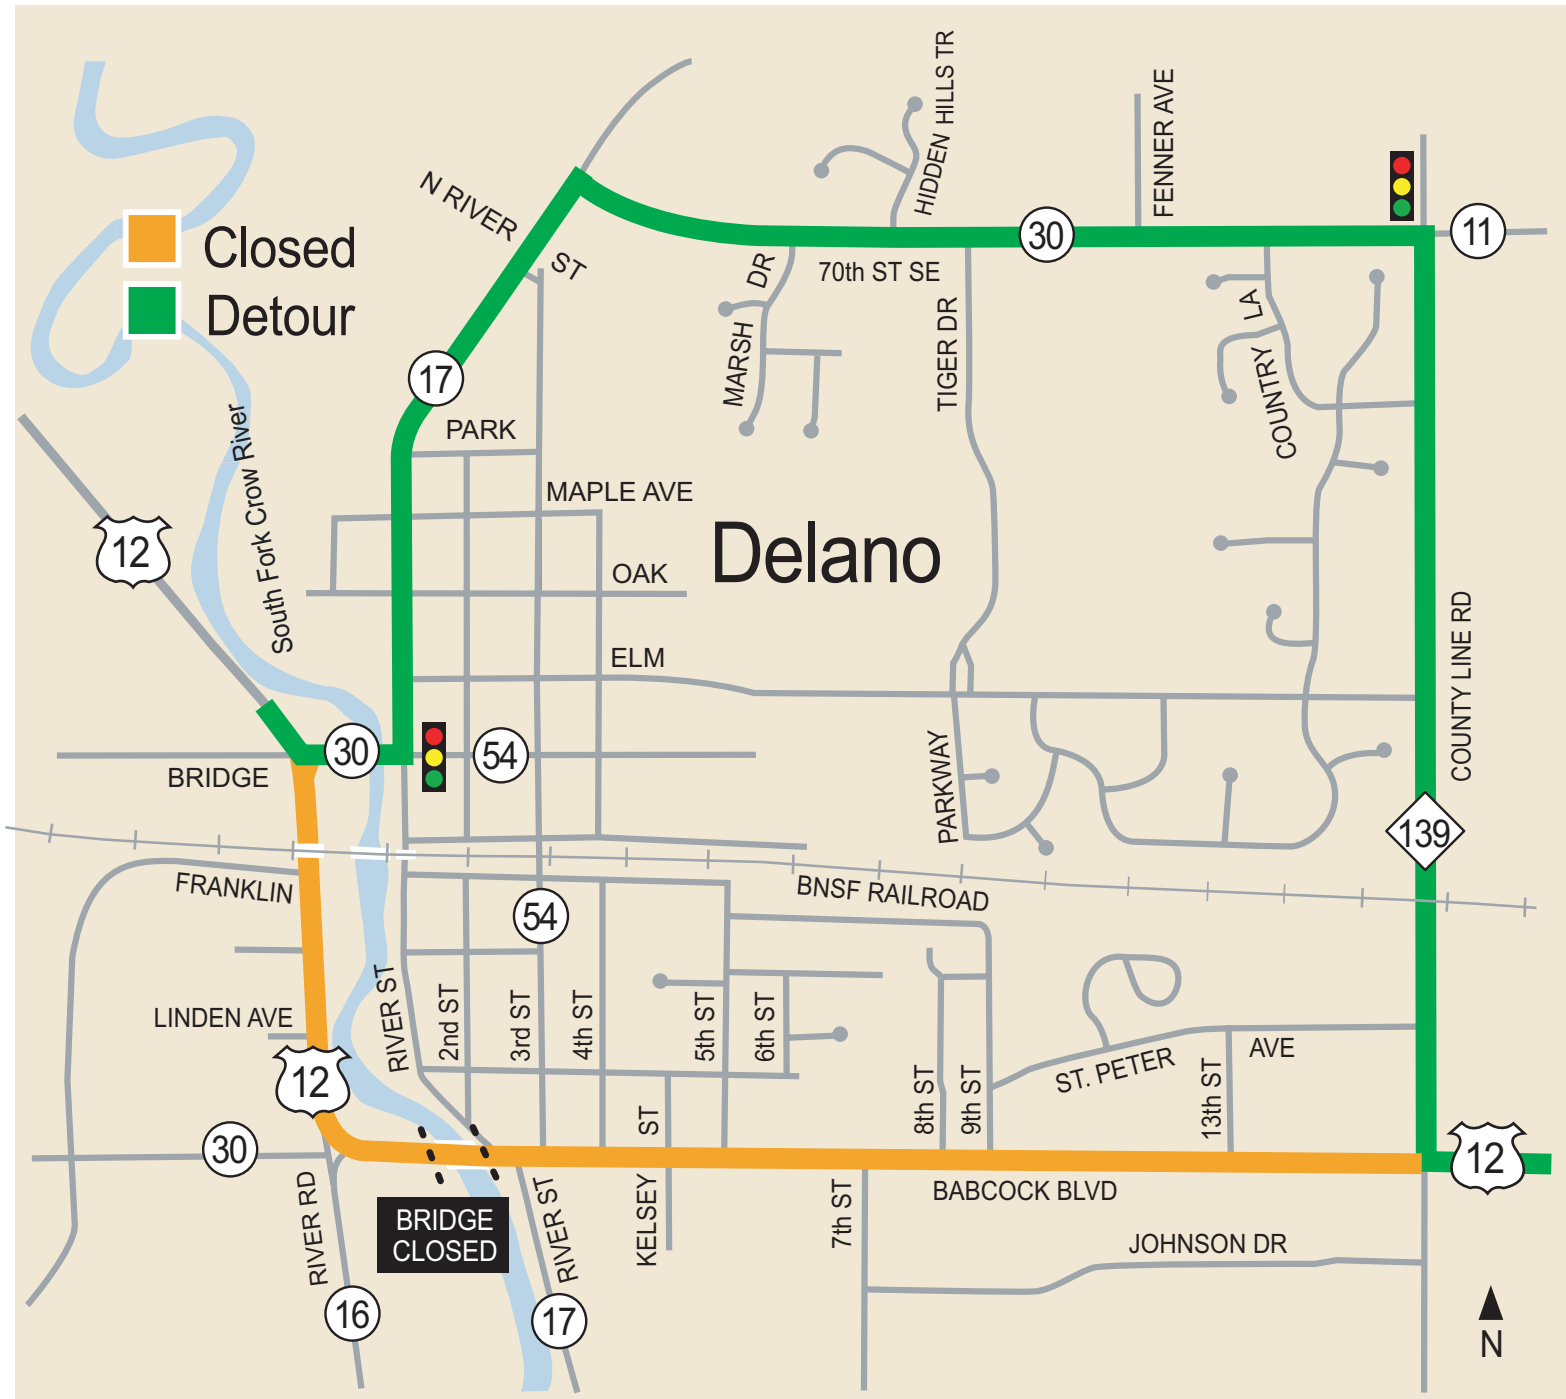 HIDDEN HILLS TR
FENNER AVE
N RIVER
ST
Closed
Detour
30
11
DR
MARSH
70th ST SE
TIGER DR
LA
COUNTRY
17
PARK
South Fork Crow River
MAPLE AVE
12
Delano
OAK
ELM
COUNTY LINE RD
30
54
BRIDGE
PARKWAY
139
FRANKLIN
BNSF RAILROAD
54
LINDEN AVE
RIVER ST
2nd ST
3rd ST
4th ST
5th ST
6th ST
ST. PETER
AVE
8th ST
9th ST
13th ST
12
ST
KELSEY
30
12
RIVER RD
BRIDGE
CLOSED
RIVER ST
7th ST
BABCOCK BLVD
JOHNSON DR
16
17
N